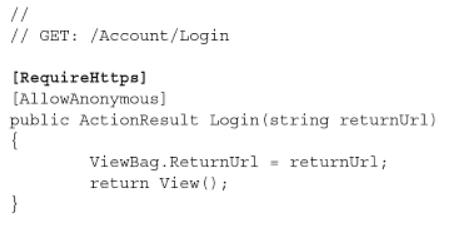 //
// GET: /Account/Login
[RequireHttps]
[AllowAnonymous]
public ActionResult Login(string returnUrl)
{
ViewBag.ReturnUrl = returnUrl;
return View();
}